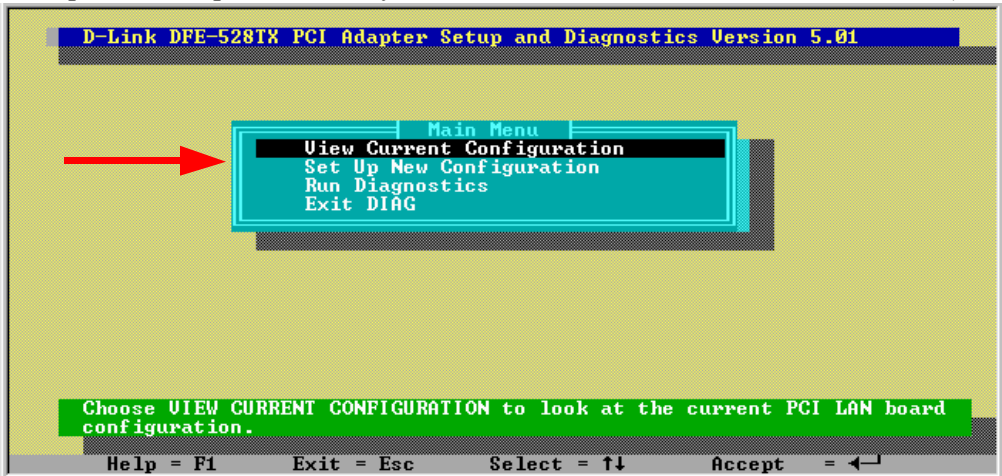 D-Link DFE-528TX PCI Adapter Setup and Diagnostics Version 5.01
Main Menu
View Current Configuration
Set Up New Configuration
Run Diagnostics
Exit DIAG
Choose VIEW CURRENT CONFIGURATION to look at the current PCI LAN board
configuration.
Help = F1 Exit = Esc Select = ↑↓ Accept = ◄┘